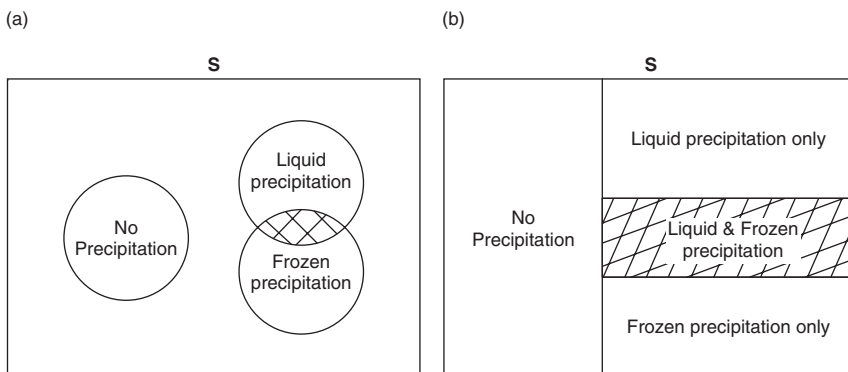 (a)
S
No
Precipitation
Liquid
precipitation
Frozen
precipitation
(b)
S
No
Precipitation
Liquid precipitation only
Liquid & Frozen
precipitation
Frozen precipitation only